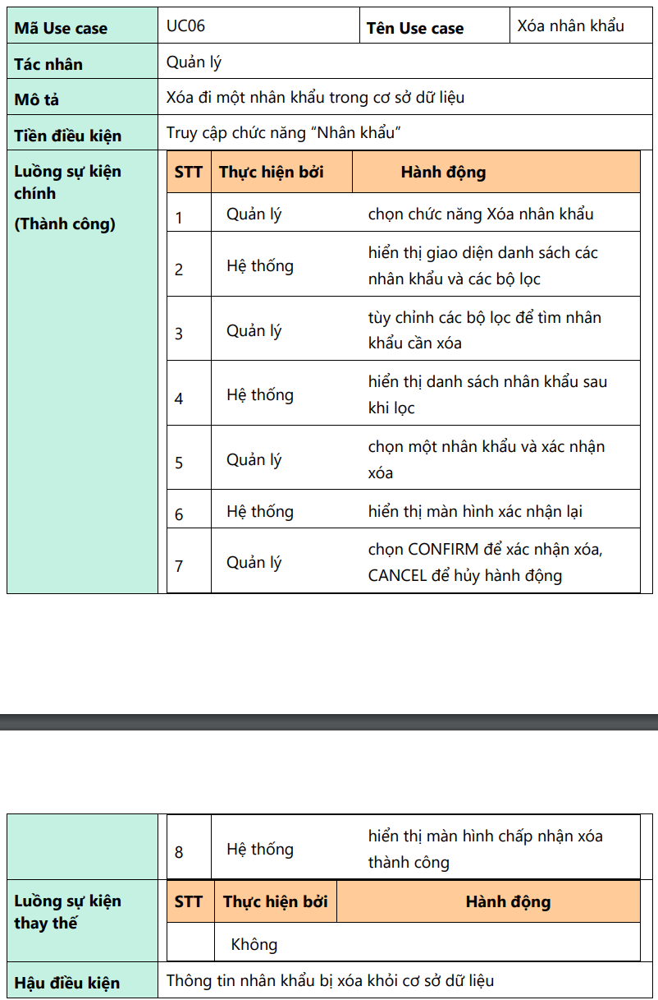 Mã Use case UC06 Tên Use case Xóa nhân khẩu
Tác nhân Quản lý
Mô tả Xóa đi một nhân khẩu trong cơ sở dữ liệu
Tiền điều kiện Truy cập chức năng “Nhân khẩu”
Luồng sự kiện
chính
(Thành công)
STT Thực hiện bởi Hành động
1 Quản lý chọn chức năng Xóa nhân khẩu
2 Hệ thống hiển thị giao diện danh sách các
nhân khẩu và các bộ lọc
3 Quản lý tùy chỉnh các bộ lọc để tìm nhân
khẩu cần xóa
4 Hệ thống hiển thị danh sách nhân khẩu sau
khi lọc
5 Quản lý chọn một nhân khẩu và xác nhận
xóa
6 Hệ thống hiển thị màn hình xác nhận lại
7 Quản lý chọn CONFIRM để xác nhận xóa,
CANCEL để hủy hành động
8 Hệ thống hiển thị màn hình chấp nhận xóa
thành công
Luồng sự kiện
thay thế
STT Thực hiện bởi Hành động
Không
Hậu điều kiện Thông tin nhân khẩu bị xóa khỏi cơ sở dữ liệu